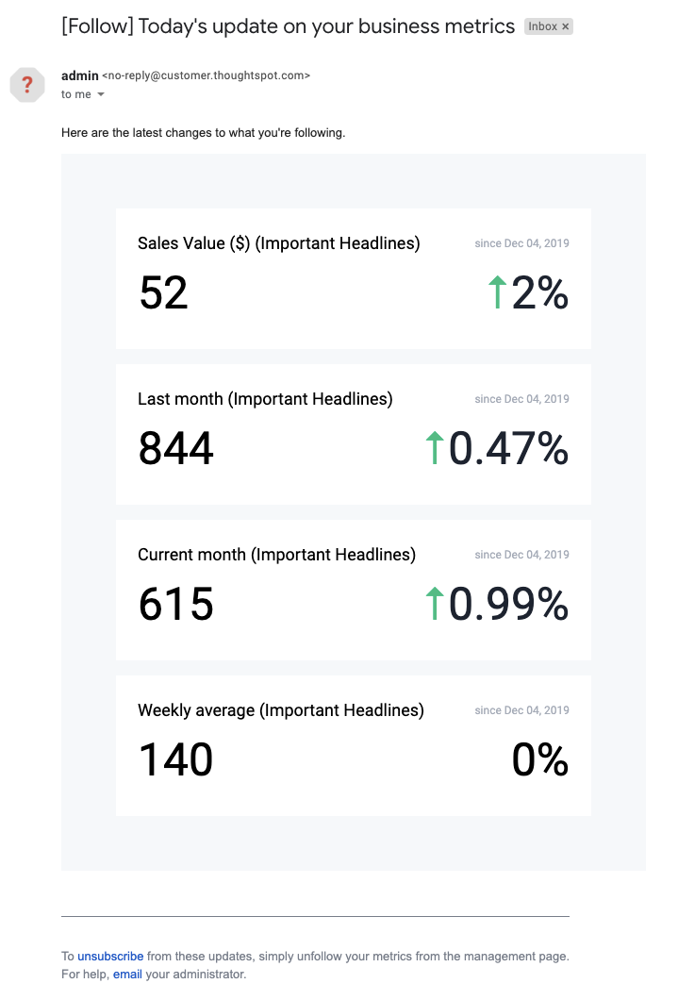 [Follow] Today's update on your business metrics Inbox ×
?
admin <no-reply@customer.thoughtspot.com>
to me
Here are the latest changes to what you're following.
Sales Value ($) (Important Headlines) since Dec 04, 2019
52 ↑2%
Last month (Important Headlines) since Dec 04, 2019
844 ↑0.47%
Current month (Important Headlines) since Dec 04, 2019
615 ↑0.99%
Weekly average (Important Headlines) since Dec 04, 2019
140 0%
To unsubscribe from these updates, simply unfollow your metrics from the management page.
For help, email your administrator.